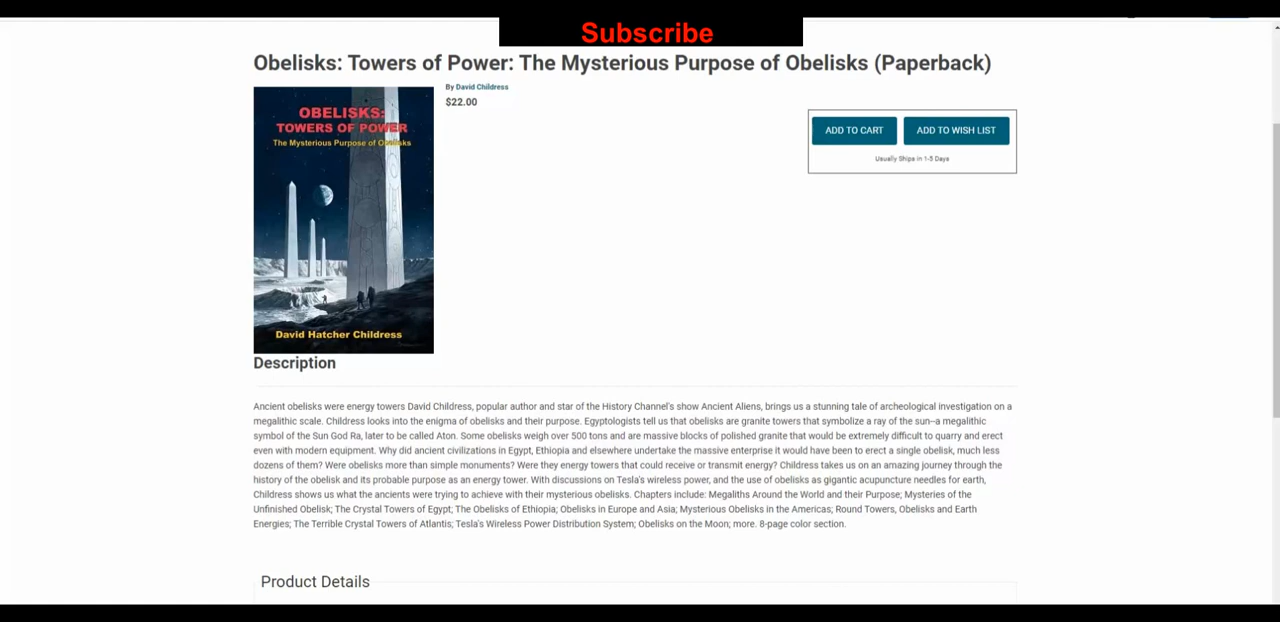 Subscribe
Obelisks: Towers of Power: The Mysterious Purpose of Obelisks (Paperback)
By David Childress
$22.00
ADD TO CART
ADD TO WISH LIST
Usually Ships in 1-5 Days
OBELISKS:
TOWERS OF POWER
The Mysterious Purpose of Obelisks
David Hatcher Childress
Description
Ancient obelisks were energy towers David Childress, popular author and star of the History Channel's show Ancient Aliens, brings us a stunning tale of archeological investigation on a
megalithic scale. Childress looks into the enigma of obelisks and their purpose. Egyptologists tell us that obelisks are granite towers that symbolize a ray of the sun--a megalithic
symbol of the Sun God Ra, later to be called Aton. Some obelisks weigh over 500 tons and are massive blocks of polished granite that would be extremely difficult to quarry and erect
even with modern equipment. Why did ancient civilizations in Egypt, Ethiopia and elsewhere undertake the massive enterprise it would have been to erect a single obelisk, much less
dozens of them? Were obelisks more than simple monuments? Were they energy towers that could receive or transmit energy? Childress takes us on an amazing journey through the
history of the obelisk and its probable purpose as an energy tower. With discussions on Tesla's wireless power, and the use of obelisks as gigantic acupuncture needles for earth,
Childress shows us what the ancients were trying to achieve with their mysterious obelisks. Chapters include: Megaliths Around the World and their Purpose; Mysteries of the
Unfinished Obelisk; The Crystal Towers of Egypt; The Obelisks of Ethiopia; Obelisks in Europe and Asia; Mysterious Obelisks in the Americas; Round Towers, Obelisks and Earth
Energies; The Terrible Crystal Towers of Atlantis; Tesla's Wireless Power Distribution System; Obelisks on the Moon; more. 8-page color section.
Product Details